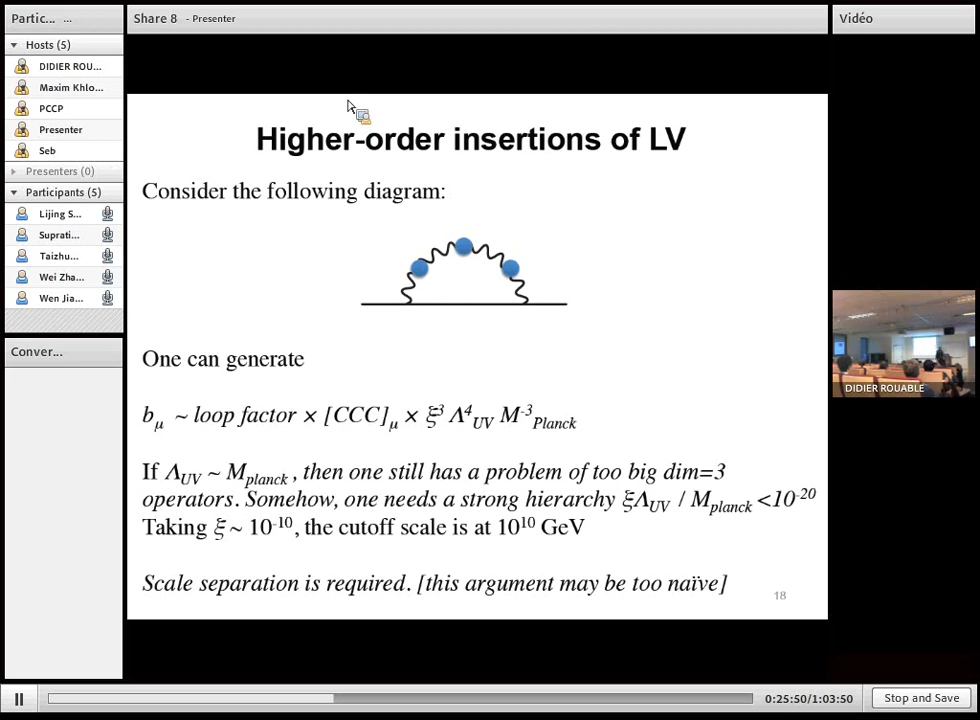 Partic... ...
Hosts (5)
DIDIER ROU...
Maxim Khlo...
PCCP
Presenter
Seb
Presenters (0)
Participants (5)
Lijing S...
Suprati...
Taizhu...
Wei Zha...
Wen Jia...
Conver...
Share 8 - Presenter
Higher-order insertions of LV
Consider the following diagram:
One can generate
bμ ~ loop factor × [CCC]μ × ξ³ Λ⁴UV M⁻³Planck
If ΛUV ~ Mplanck, then one still has a problem of too big dim=3
operators. Somehow, one needs a strong hierarchy ξΛUV / Mplanck <10⁻²⁰
Taking ξ ~ 10⁻¹⁰, the cutoff scale is at 10¹⁰ GeV
Scale separation is required. [this argument may be too naïve]
18
Vidéo
DIDIER ROUABLE
0:25:50/1:03:50
Stop and Save